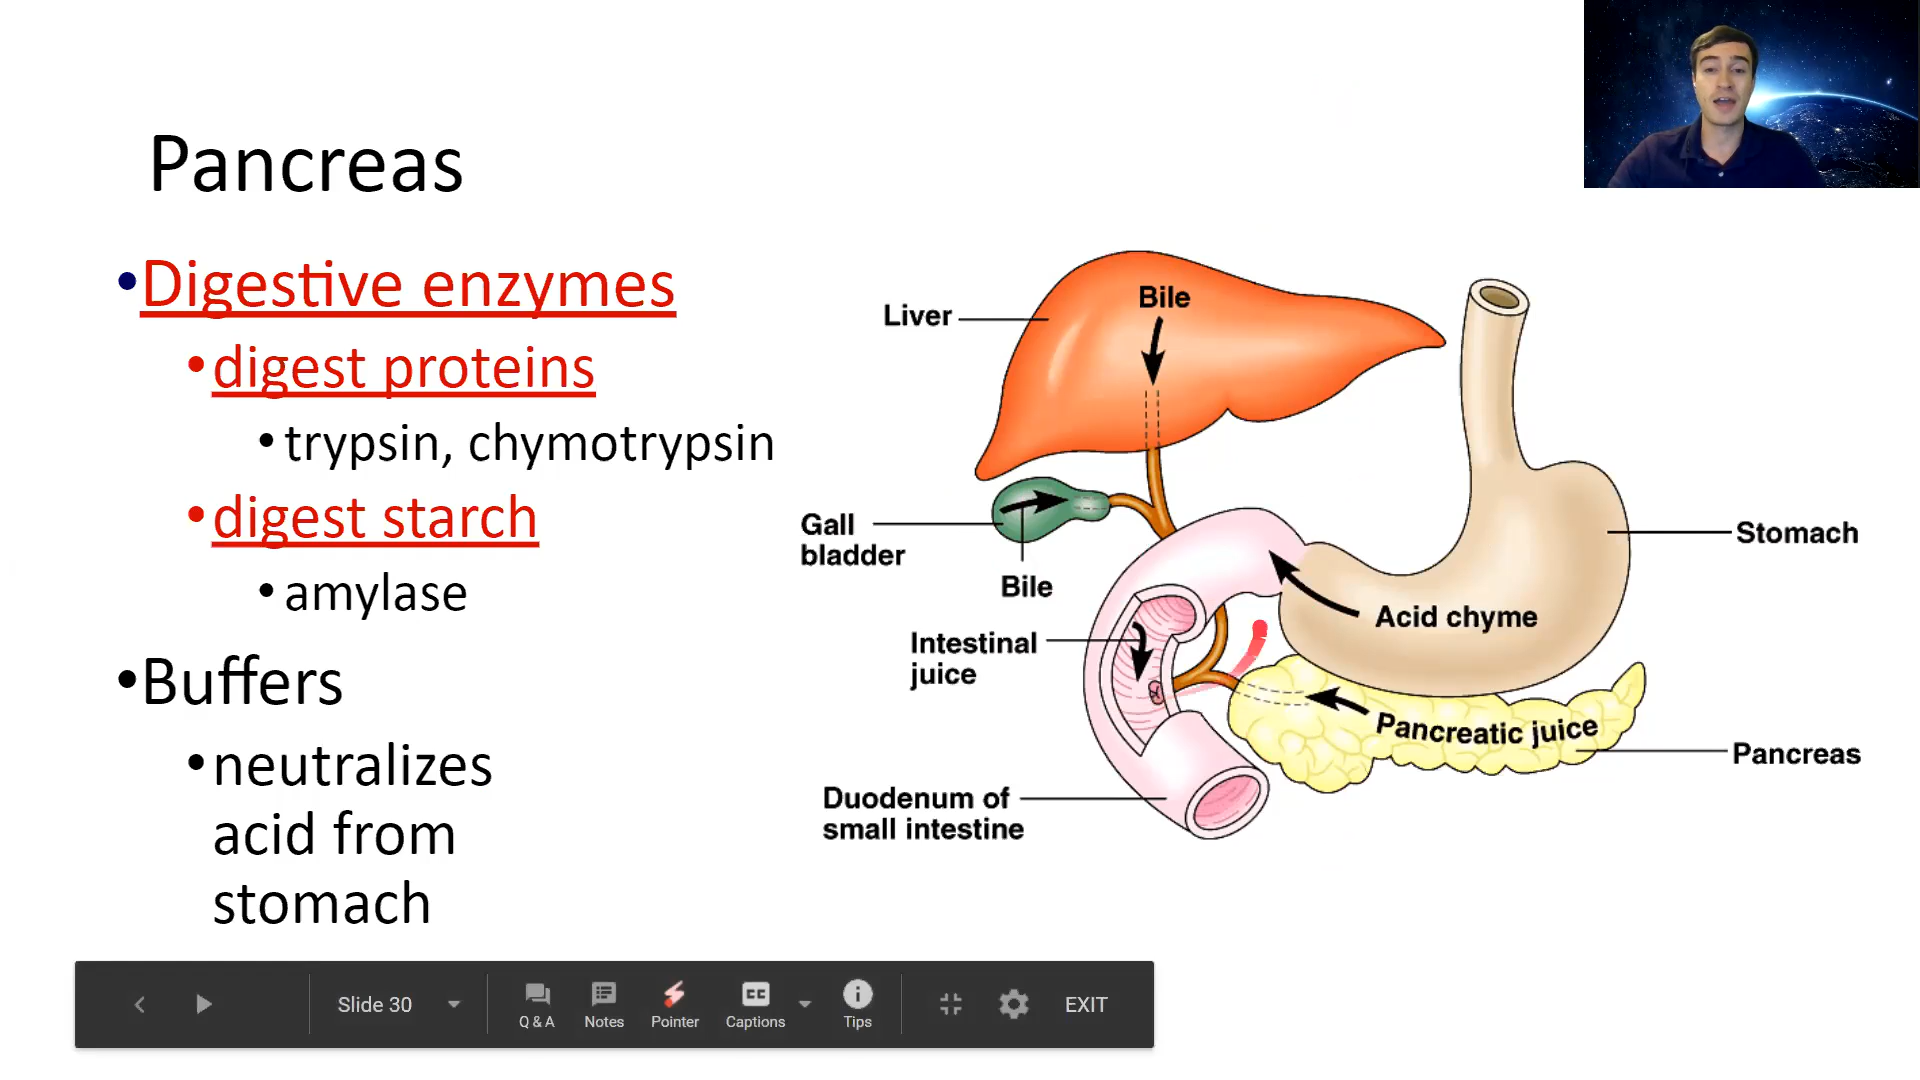 Pancreas
•Digestive enzymes
•digest proteins
•trypsin, chymotrypsin
•digest starch
•amylase
•Buffers
•neutralizes
acid from
stomach
Liver
Bile
Gall
bladder
Bile
Stomach
Acid chyme
Intestinal
juice
Pancreatic juice
Pancreas
Duodenum of
small intestine
Slide 30
Q & A
Notes
Pointer
CC
Captions
Tips
EXIT